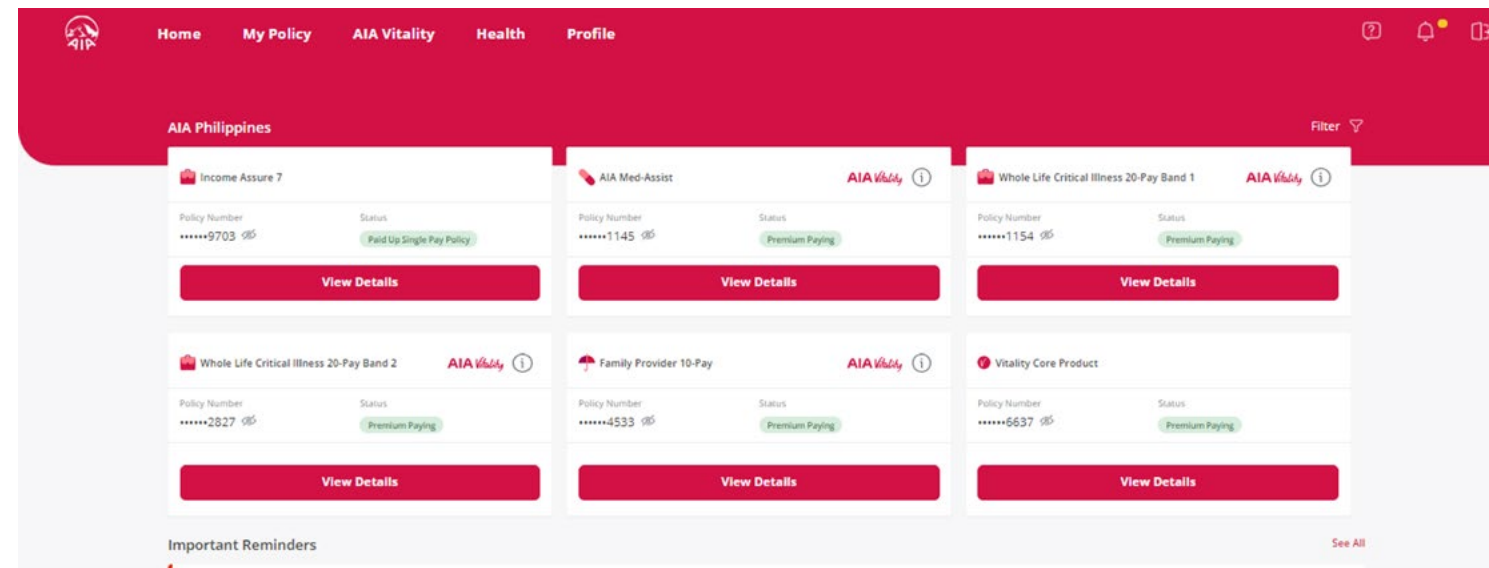 AIA
Home My Policy AIA Vitality Health Profile
AIA Philippines
Filter
Income Assure 7
Policy Number Status
••••••9703 Paid Up Single Pay Policy
View Details
AIA Med-Assist AIA Vitality
Policy Number Status
••••••1145 Premium Paying
View Details
Whole Life Critical Illness 20-Pay Band 1 AIA Vitality
Policy Number Status
••••••1154 Premium Paying
View Details
Whole Life Critical Illness 20-Pay Band 2 AIA Vitality
Policy Number Status
••••••2827 Premium Paying
View Details
Family Provider 10-Pay AIA Vitality
Policy Number Status
••••••4533 Premium Paying
View Details
Vitality Core Product
Policy Number Status
••••••6637 Premium Paying
View Details
Important Reminders
See All